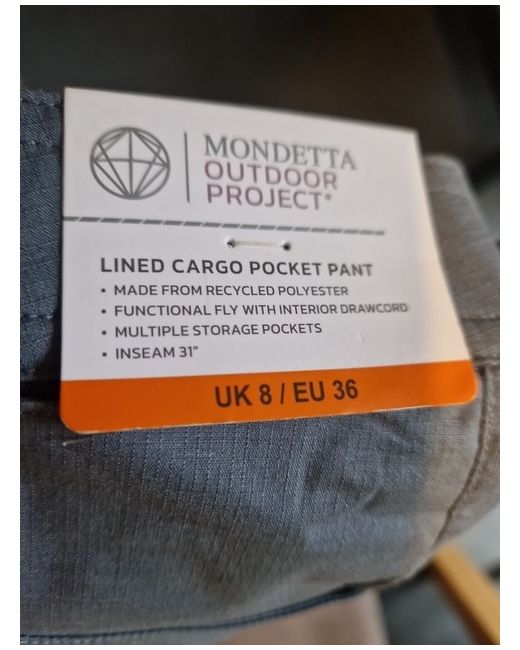 MONDETTA
OUTDOOR
PROJECT®
LINED CARGO POCKET PANT
• MADE FROM RECYCLED POLYESTER
• FUNCTIONAL FLY WITH INTERIOR DRAWCORD
• MULTIPLE STORAGE POCKETS
• INSEAM 31"
UK 8 / EU 36